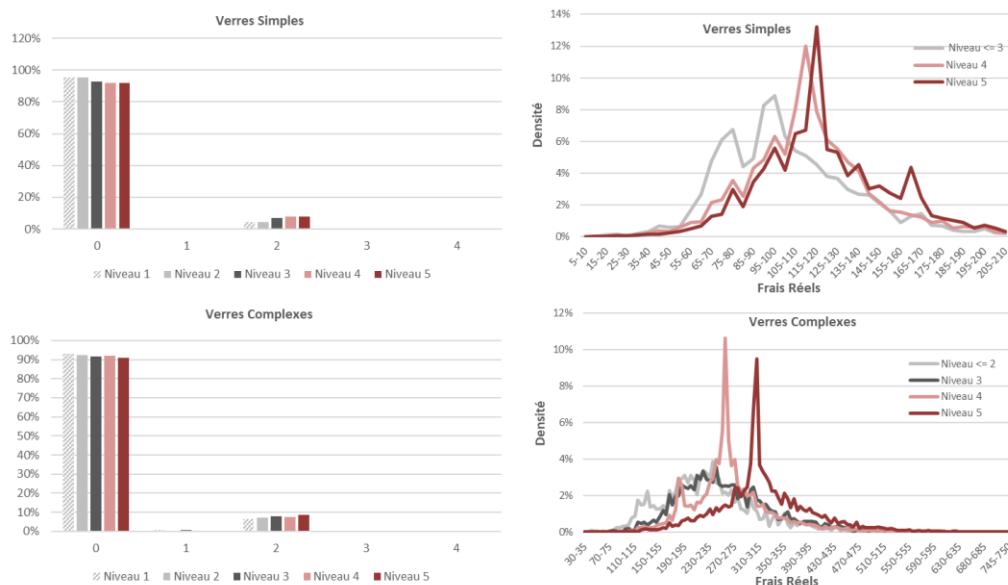 Verres Simples
120%
100%
80%
60%
40%
20%
0%
0 1 2 3 4
Niveau 1 Niveau 2 Niveau 3 Niveau 4 Niveau 5
Verres Simples
14%
12%
10%
8%
6%
4%
2%
0%
Densité
Niveau <= 3
Niveau 4
Niveau 5
5-10 15-20 25-30 35-40 45-50 55-60 65-70 75-80 85-90 95-100 105-110 115-120 125-130 135-140 145-150 155-160 165-170 175-180 185-190 195-200 205-210
Frais Réels
Verres Complexes
100%
90%
80%
70%
60%
50%
40%
30%
20%
10%
0%
0 1 2 3 4
Niveau 1 Niveau 2 Niveau 3 Niveau 4 Niveau 5
Verres Complexes
12%
10%
8%
6%
4%
2%
0%
Densité
Niveau <= 2
Niveau 3
Niveau 4
Niveau 5
30-35 70-75 110-115 150-155 190-195 230-235 270-275 310-315 350-355 390-395 430-435 470-475 510-515 550-555 590-595 630-635 680-685 745-750
Frais Réels